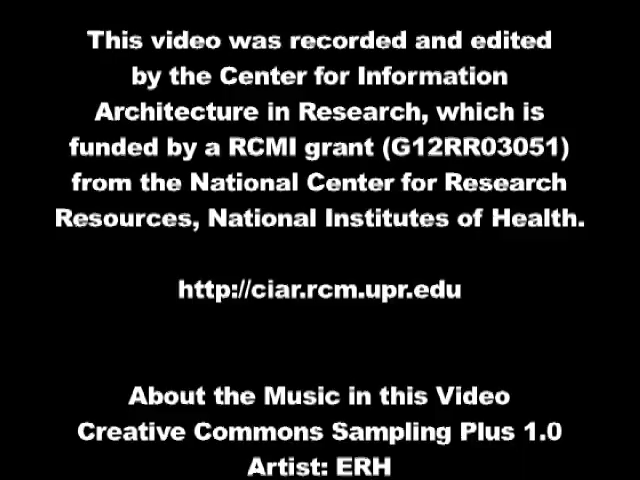 This video was recorded and edited
by the Center for Information
Architecture in Research, which is
funded by a RCMI grant (G12RR03051)
from the National Center for Research
Resources, National Institutes of Health.
http://ciar.rcm.upr.edu
About the Music in this Video
Creative Commons Sampling Plus 1.0
Artist: ERH